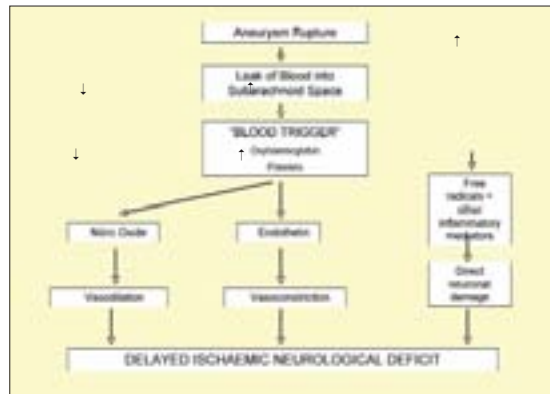 Aneurysm Rupture
↑
Leak of Blood into
↓ ↑
Subarachnoid Space
"BLOOD TRIGGER"
↓ ↑ Oxyhaemoglobin
Free
radicals +
other
inflammatory
mediators
Nitric Oxide
Endothelin
Direct
neuronal
damage
Vasodilation
Vasoconstriction
DELAYED ISCHAEMIC NEUROLOGICAL DEFICIT